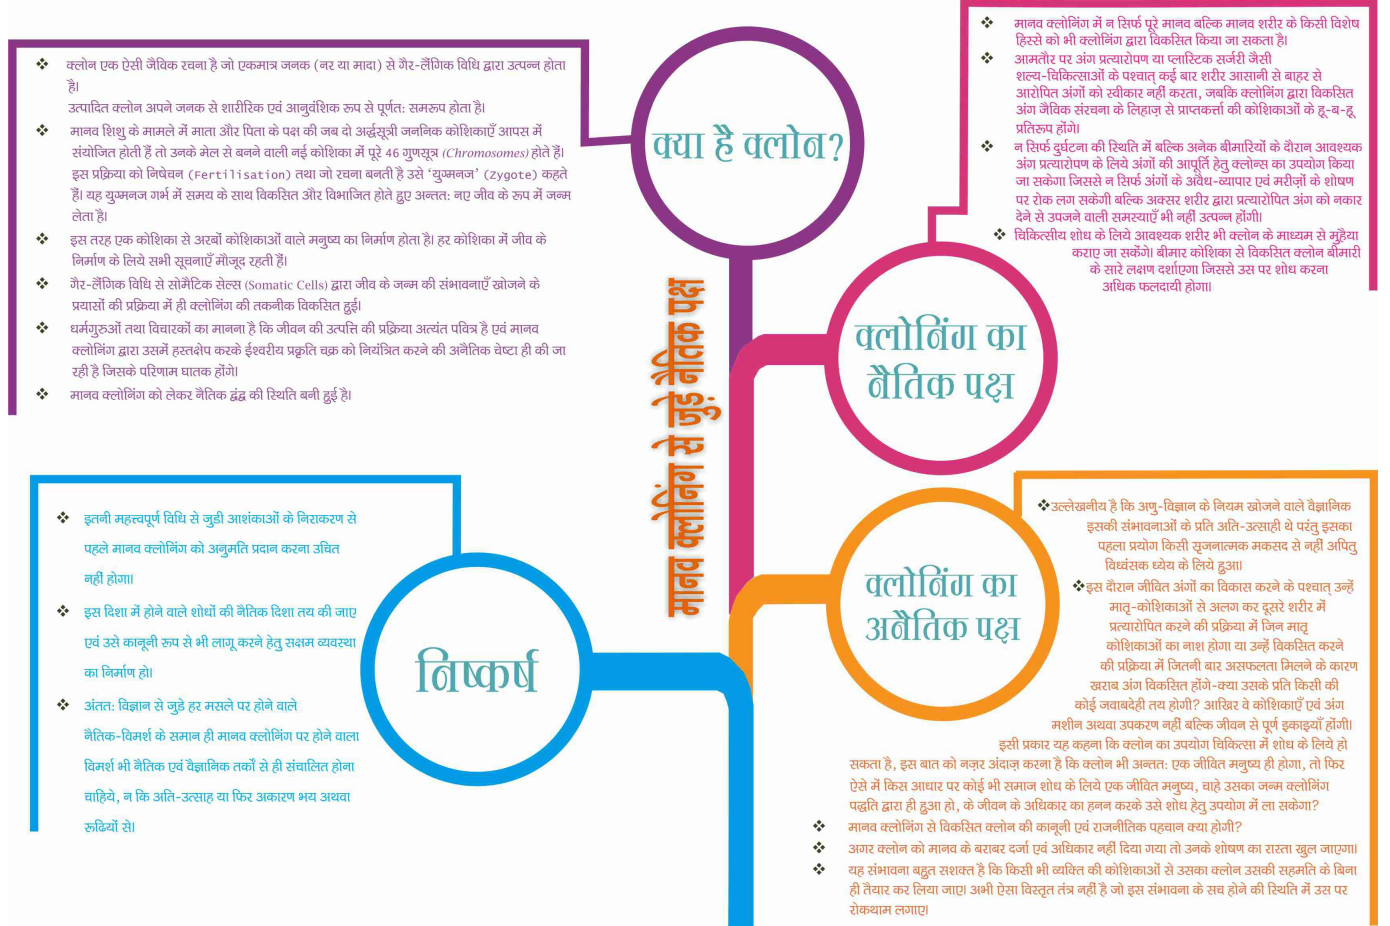 मानव क्लोनिंग से जुड़े नैतिक पक्ष
क्या है क्लोन?
❖ क्लोन एक ऐसी जैविक रचना है जो एकमात्र जनक (नर या मादा) से गैर-लैंगिक विधि द्वारा उत्पन्न होता
है।
उत्पादित क्लोन अपने जनक से शारीरिक एवं आनुवंशिक रूप से पूर्णत: समरूप होता है।
❖ मानव शिशु के मामले में माता और पिता के पक्ष की जब दो अर्द्धसूत्री जननिक कोशिकाएँ आपस में
संयोजित होती हैं तो उनके मेल से बनने वाली नई कोशिका में पूरे 46 गुणसूत्र (Chromosomes) होते हैं।
इस प्रक्रिया को निषेचन (Fertilisation) तथा जो रचना बनती है उसे ‘युग्मनज’ (Zygote) कहते
हैं। यह युग्मनज गर्भ में समय के साथ विकसित और विभाजित होते हुए अन्तत: नए जीव के रूप में जन्म
लेता है।
❖ इस तरह एक कोशिका से अरबों कोशिकाओं वाले मनुष्य का निर्माण होता है। हर कोशिका में जीव के
निर्माण के लिये सभी सूचनाएँ मौजूद रहती हैं।
❖ गैर-लैंगिक विधि से सोमैटिक सेल्स (Somatic Cells) द्वारा जीव के जन्म की संभावनाएँ खोजने के
प्रयासों की प्रक्रिया में ही क्लोनिंग की तकनीक विकसित हुई।
❖ धर्मगुरुओं तथा विचारकों का मानना है कि जीवन की उत्पत्ति की प्रक्रिया अत्यंत पवित्र है एवं मानव
क्लोनिंग द्वारा उसमें हस्तक्षेप करके ईश्वरीय प्रकृति चक्र को नियंत्रित करने की अनैतिक चेष्टा ही की जा
रही है जिसके परिणाम घातक होंगे।
❖ मानव क्लोनिंग को लेकर नैतिक द्वंद्व की स्थिति बनी हुई है।
क्लोनिंग का
नैतिक पक्ष
❖ मानव क्लोनिंग में न सिर्फ पूरे मानव बल्कि मानव शरीर के किसी विशेष
हिस्से को भी क्लोनिंग द्वारा विकसित किया जा सकता है।
❖ आमतौर पर अंग प्रत्यारोपण या प्लास्टिक सर्जरी जैसी
शल्य-चिकित्साओं के पश्चात् कई बार शरीर आसानी से बाहर से
आरोपित अंगों को स्वीकार नहीं करता, जबकि क्लोनिंग द्वारा विकसित
अंग जैविक संरचना के लिहाज़ से प्राप्तकर्त्ता की कोशिकाओं के हू-ब-हू
प्रतिरूप होंगे।
❖ न सिर्फ दुर्घटना की स्थिति में बल्कि अनेक बीमारियों के दौरान आवश्यक
अंग प्रत्यारोपण के लिये अंगों की आपूर्ति हेतु क्लोन्स का उपयोग किया
जा सकेगा जिससे न सिर्फ अंगों के अवैध-व्यापार एवं मरीज़ों के शोषण
पर रोक लग सकेगी बल्कि अक्सर शरीर द्वारा प्रत्यारोपित अंग को नकार
देने से उपजने वाली समस्याएँ भी नहीं उत्पन्न होंगी।
❖ चिकित्सीय शोध के लिये आवश्यक शरीर भी क्लोन के माध्यम से मुहैया
कराए जा सकेंगे। बीमार कोशिका से विकसित क्लोन बीमारी
के सारे लक्षण दर्शाएगा जिससे उस पर शोध करना
अधिक फलदायी होगा।
क्लोनिंग का
अनैतिक पक्ष
❖उल्लेखनीय है कि अणु-विज्ञान के नियम खोजने वाले वैज्ञानिक
इसकी संभावनाओं के प्रति अति-उत्साही थे परंतु इसका
पहला प्रयोग किसी सृजनात्मक मकसद से नहीं अपितु
विध्वंसक ध्येय के लिये हुआ।
❖इस दौरान जीवित अंगों का विकास करने के पश्चात् उन्हें
मातृ-कोशिकाओं से अलग कर दूसरे शरीर में
प्रत्यारोपित करने की प्रक्रिया में जिन मातृ
कोशिकाओं का नाश होगा या उन्हें विकसित करने
की प्रक्रिया में जितनी बार असफलता मिलने के कारण
खराब अंग विकसित होंगे-क्या उसके प्रति किसी की
कोई जवाबदेही तय होगी? आखिर वे कोशिकाएँ एवं अंग
मशीन अथवा उपकरण नहीं बल्कि जीवन से पूर्ण इकाइयाँ होंगी।
इसी प्रकार यह कहना कि क्लोन का उपयोग चिकित्सा में शोध के लिये हो
सकता है, इस बात को नज़र अंदाज़ करना है कि क्लोन भी अन्तत: एक जीवित मनुष्य ही होगा, तो फिर
ऐसे में किस आधार पर कोई भी समाज शोध के लिये एक जीवित मनुष्य, चाहे उसका जन्म क्लोनिंग
पद्धति द्वारा ही हुआ हो, के जीवन के अधिकार का हनन करके उसे शोध हेतु उपयोग में ला सकेगा?
❖ मानव क्लोनिंग से विकसित क्लोन की कानूनी एवं राजनीतिक पहचान क्या होगी?
❖ अगर क्लोन को मानव के बराबर दर्जा एवं अधिकार नहीं दिया गया तो उनके शोषण का रास्ता खुल जाएगा।
❖ यह संभावना बहुत सशक्त है कि किसी भी व्यक्ति की कोशिकाओं से उसका क्लोन उसकी सहमति के बिना
ही तैयार कर लिया जाए। अभी ऐसा विस्तृत तंत्र नहीं है जो इस संभावना के सच होने की स्थिति में उस पर
रोकथाम लगाए।
निष्कर्ष
❖ इतनी महत्त्वपूर्ण विधि से जुडी आशंकाओं के निराकरण से
पहले मानव क्लोनिंग को अनुमति प्रदान करना उचित
नहीं होगा।
❖ इस दिशा में होने वाले शोधों की नैतिक दिशा तय की जाए
एवं उसे कानूनी रूप से भी लागू करने हेतु सक्षम व्यवस्था
का निर्माण हो।
❖ अंतत: विज्ञान से जुडे हर मसले पर होने वाले
नैतिक-विमर्श के समान ही मानव क्लोनिंग पर होने वाला
विमर्श भी नैतिक एवं वैज्ञानिक तर्कों से ही संचालित होना
चाहिये, न कि अति-उत्साह या फिर अकारण भय अथवा
रूढियों से।